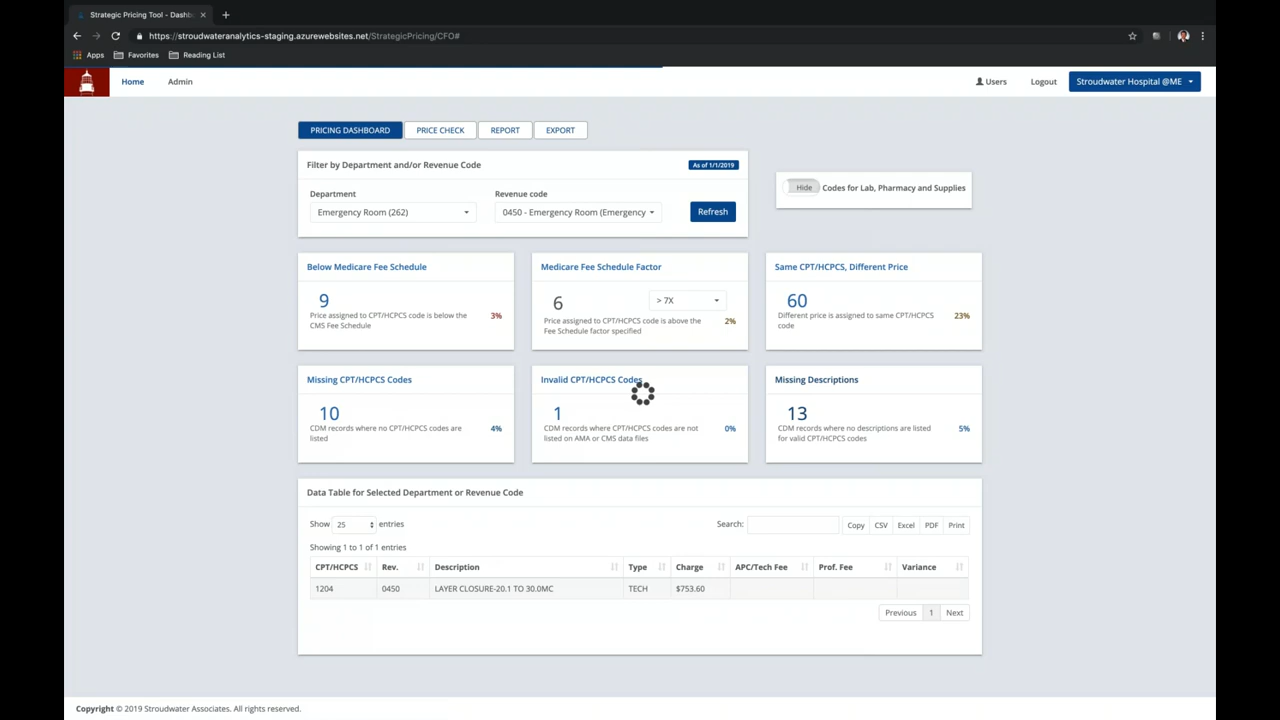 Strategic Pricing Tool - Dashb
https://stroudwateranalytics-staging.azurewebsites.net/StrategicPricing/CFO#
Apps Favorites Reading List
Home Admin Users Logout Stroudwater Hospital @ME
PRICING DASHBOARD PRICE CHECK REPORT EXPORT
Filter by Department and/or Revenue Code As of 1/1/2019
Hide Codes for Lab, Pharmacy and Supplies
Department Revenue code
Emergency Room (262) 0450 - Emergency Room (Emergency Refresh
Below Medicare Fee Schedule
9
Price assigned to CPT/HCPCS code is below the
CMS Fee Schedule
3%
Medicare Fee Schedule Factor
6 > 7X
Price assigned to CPT/HCPCS code is above the
Fee Schedule factor specified
2%
Same CPT/HCPCS, Different Price
60
Different price is assigned to same CPT/HCPCS
code
23%
Missing CPT/HCPCS Codes
10
CDM records where no CPT/HCPCS codes are
listed
4%
Invalid CPT/HCPCS Codes
1
CDM records where CPT/HCPCS codes are not
listed on AMA or CMS data files
0%
Missing Descriptions
13
CDM records where no descriptions are listed
for valid CPT/HCPCS codes
5%
Data Table for Selected Department or Revenue Code
Show 25 entries Search: Copy CSV Excel PDF Print
Showing 1 to 1 of 1 entries
CPT/HCPCS Rev. Description Type Charge APC/Tech Fee Prof. Fee Variance
1204 0450 LAYER CLOSURE-20.1 TO 30.0MC TECH $753.60
Previous 1 Next
Copyright © 2019 Stroudwater Associates. All rights reserved.